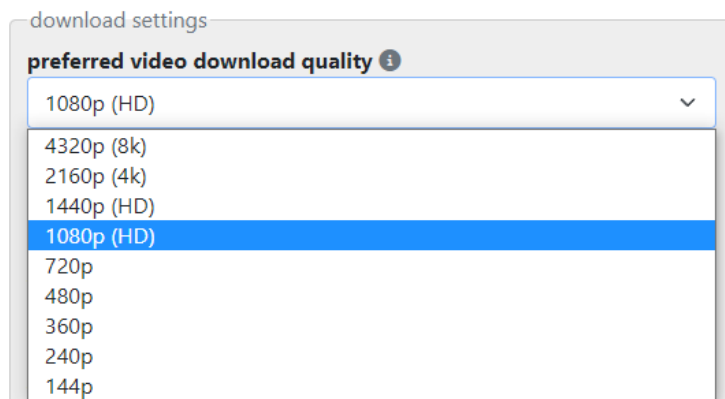 download settings
preferred video download quality
1080p (HD)
4320p (8k)
2160p (4k)
1440p (HD)
1080p (HD)
720p
480p
360p
240p
144p